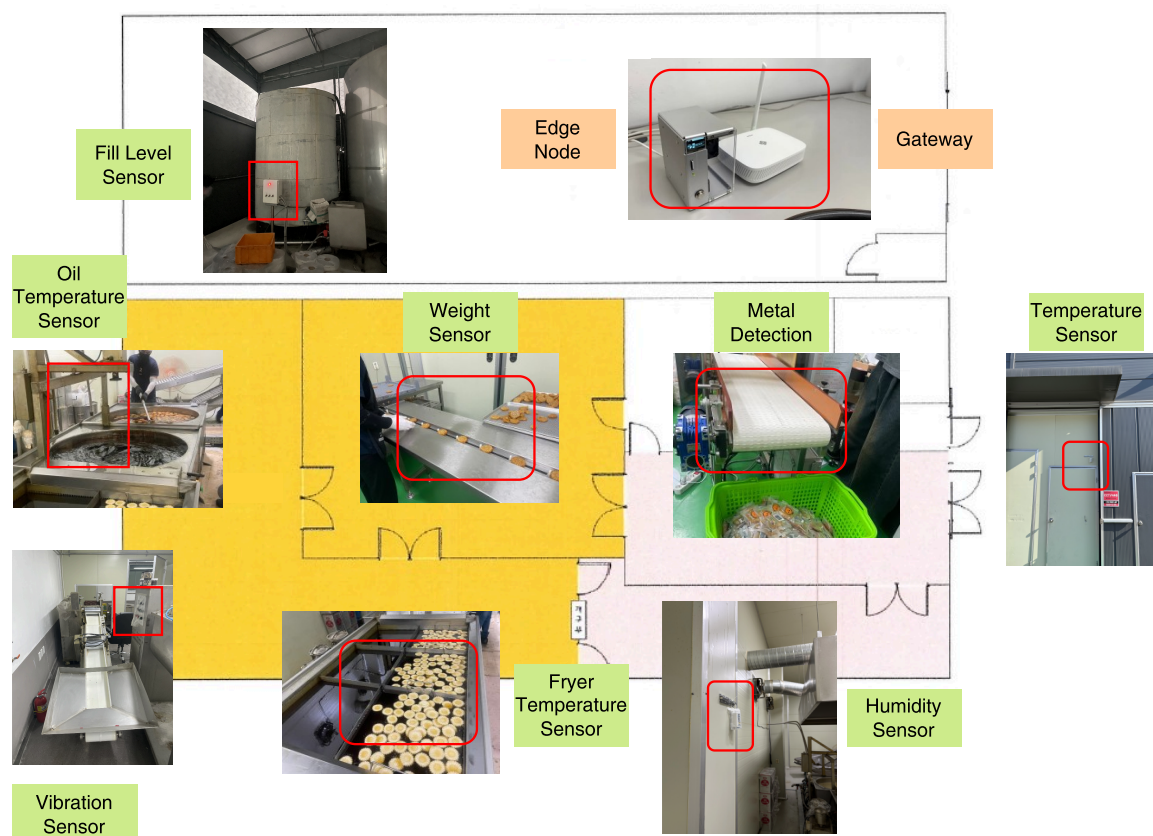 Fill Level
Sensor
Edge
Node
Gateway
Oil
Temperature
Sensor
Weight
Sensor
Metal
Detection
Temperature
Sensor
Fryer
Temperature
Sensor
Humidity
Sensor
Vibration
Sensor